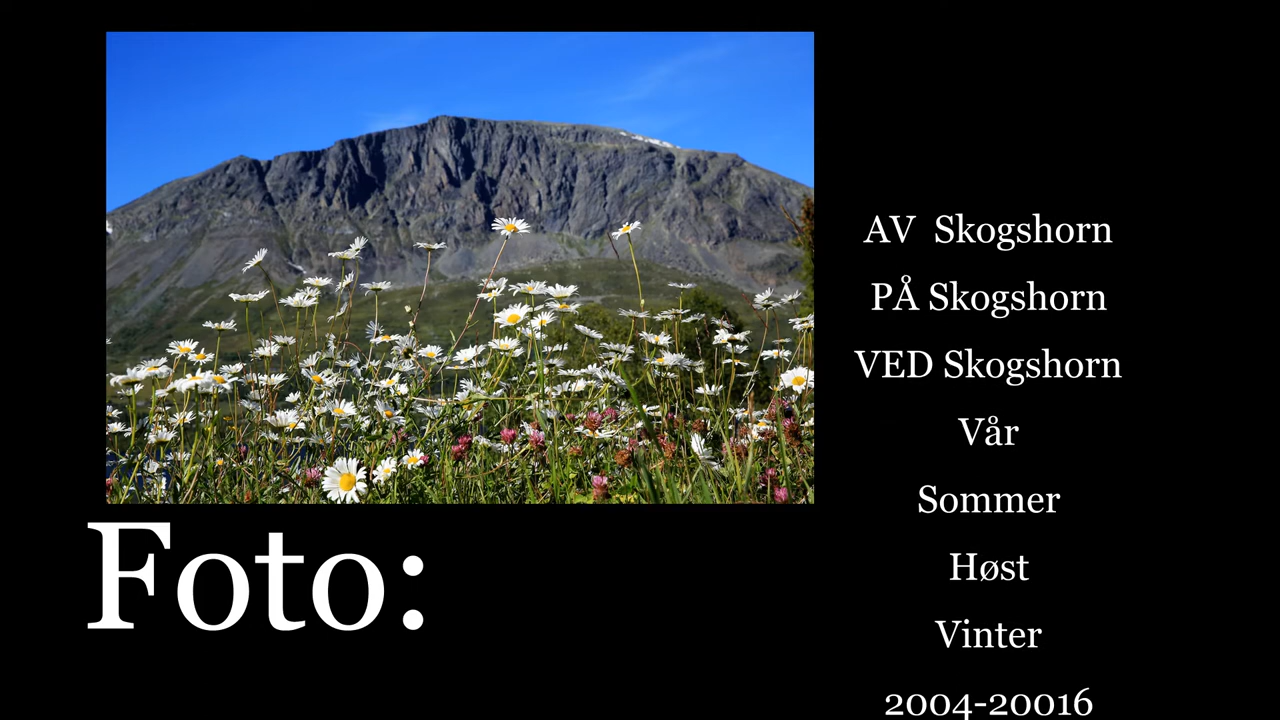 AV  Skogshorn
PÅ Skogshorn
VED Skogshorn
Vår
Sommer
Høst
Vinter
2004-20016
Foto: